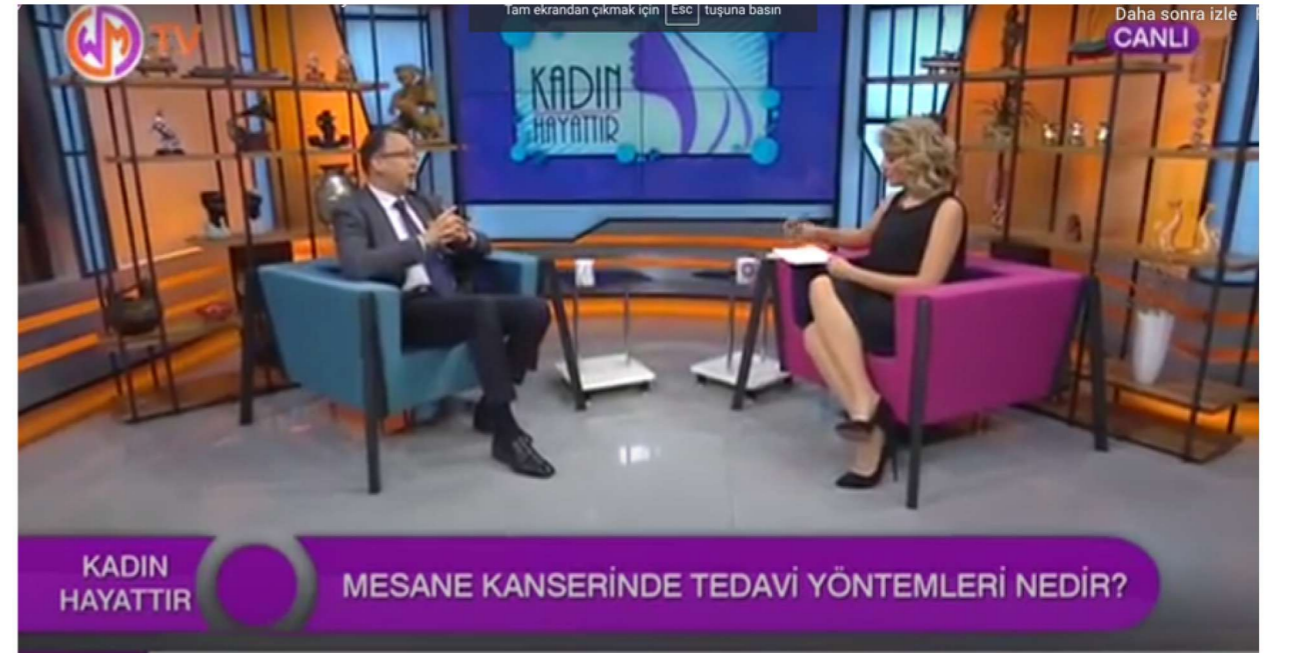 Tam ekrandan çıkmak için Esc tuşuna basın
Daha sonra izle
WM TV
CANLI
KADIN
HAYATTIR
KADIN
HAYATTIR
MESANE KANSERİNDE TEDAVİ YÖNTEMLERİ NEDİR?